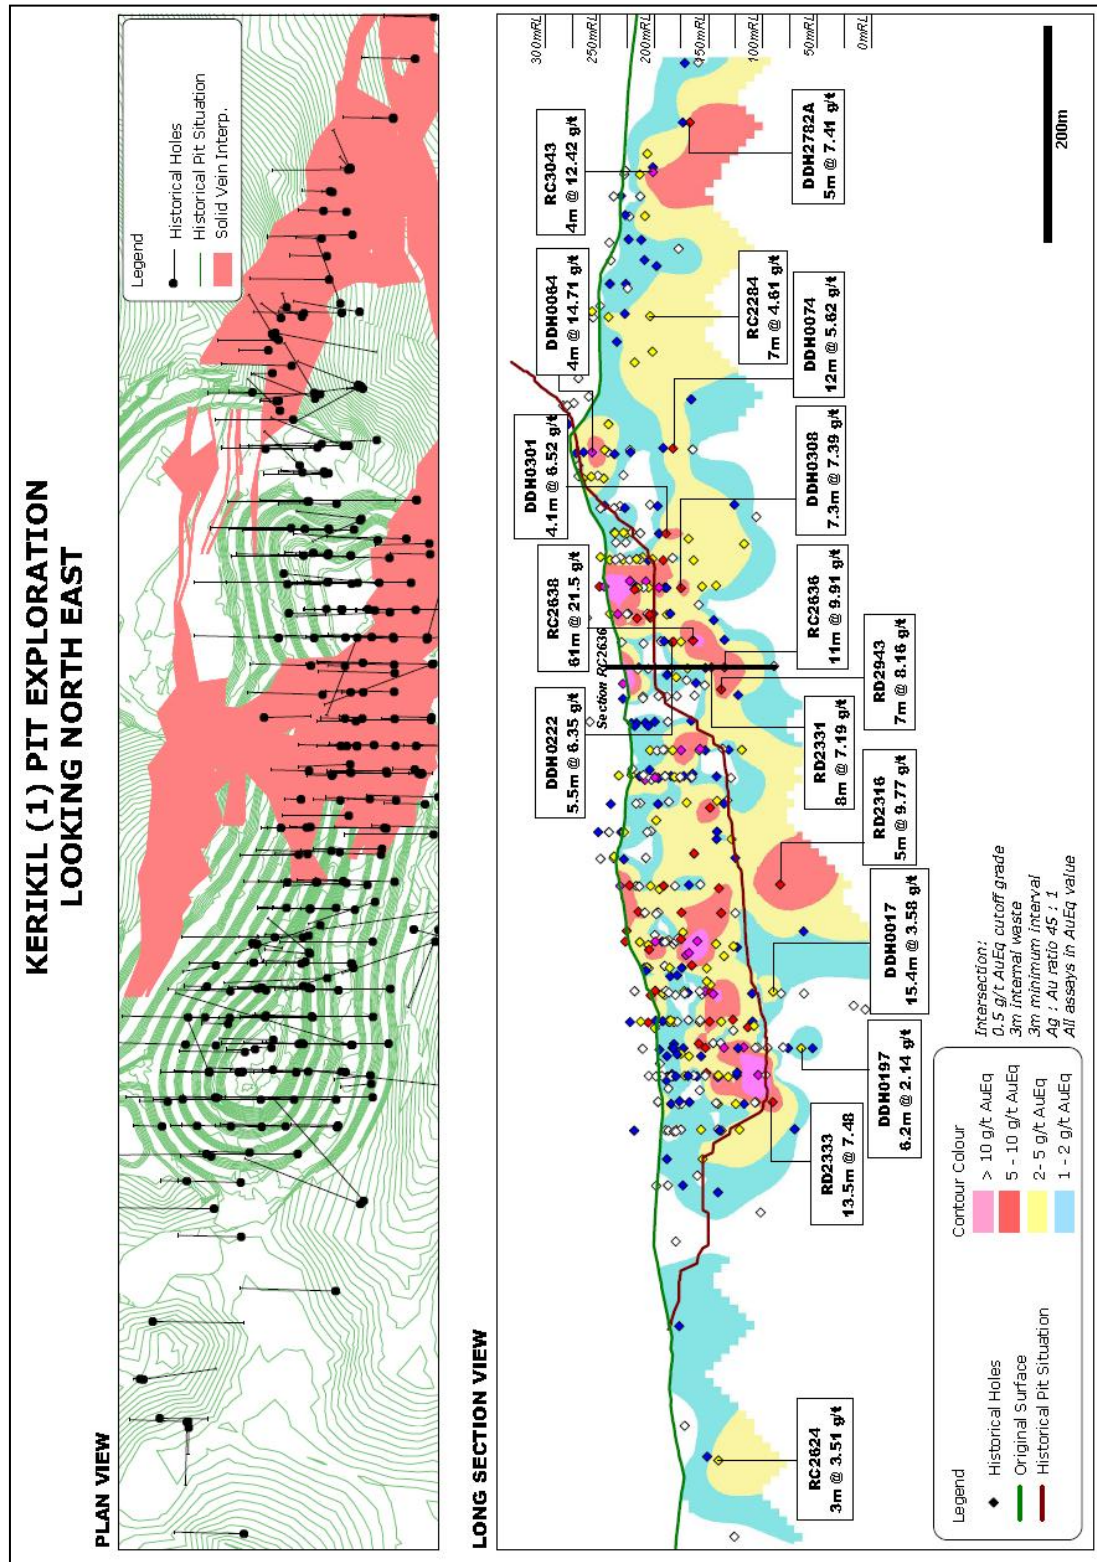 KERIKIL (1) PIT EXPLORATION
LOOKING NORTH EAST
PLAN VIEW
Legend
Historical Holes
Historical Pit Situation
Solid Vein Interp.
LONG SECTION VIEW
300mRL
250mRL
200mRL
150mRL
100mRL
50mRL
0mRL
RC3043
4m @ 12.42 g/t
DDH0064
4m @ 14.71 g/t
DDH0301
4.1m @ 6.52 g/t
RC2638
61m @ 21.5 g/t
DDH0222
5.5m @ 6.35 g/t
Section RC2636
DDH2782A
5m @ 7.41 g/t
RC2284
7m @ 4.61 g/t
DDH0074
12m @ 5.62 g/t
DDH0308
7.3m @ 7.39 g/t
RC2636
11m @ 9.91 g/t
RD2943
7m @ 8.16 g/t
RD2331
8m @ 7.19 g/t
RD2316
5m @ 9.77 g/t
DDH0017
15.4m @ 3.58 g/t
DDH0197
6.2m @ 2.14 g/t
RD2333
13.5m @ 7.48
RC2624
3m @ 3.51 g/t
200m
Legend
Historical Holes
Original Surface
Historical Pit Situation
Contour Colour
> 10 g/t AuEq
5 - 10 g/t AuEq
2- 5 g/t AuEq
1 - 2 g/t AuEq
Intersection:
0.5 g/t AuEq cutoff grade
3m internal waste
3m minimum interval
Ag : Au ratio 45 : 1
All assays in AuEq value